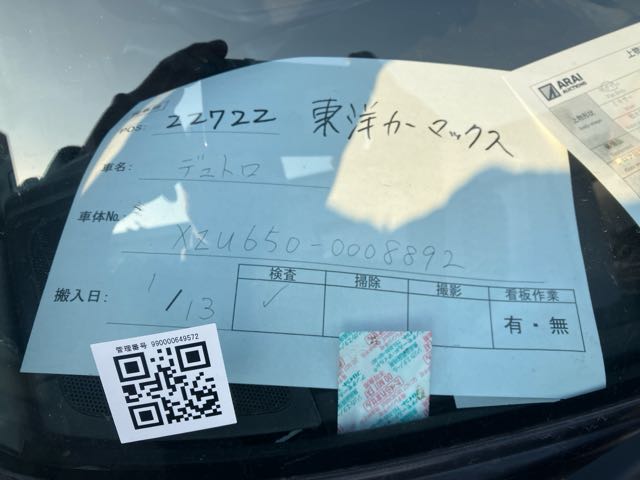 POS: 22722 東洋カーマックス
車名: デュトロ
車体No.: XZU650-0008892
搬入日: 1/13
検査 掃除 撮影 看板作業
✓ 有・無
管理番号 990000649572
ARAI
AUCTIONS